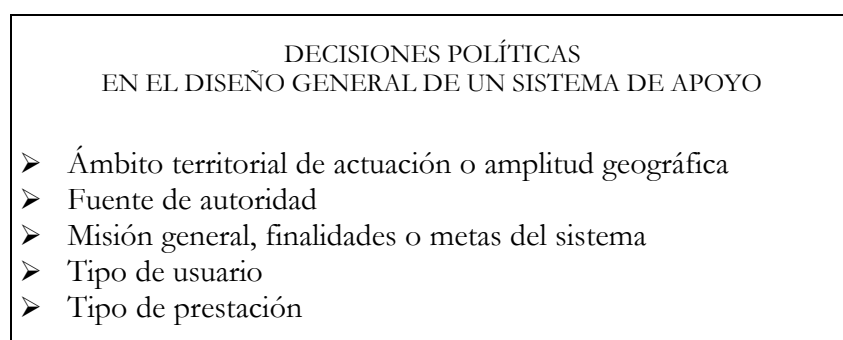 DECISIONES POLÍTICAS
EN EL DISEÑO GENERAL DE UN SISTEMA DE APOYO
➢ Ámbito territorial de actuación o amplitud geográfica
➢ Fuente de autoridad
➢ Misión general, finalidades o metas del sistema
➢ Tipo de usuario
➢ Tipo de prestación